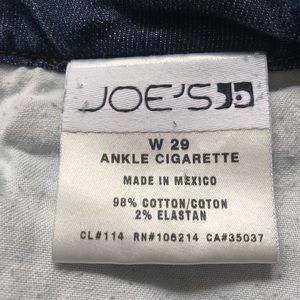 JOE'S
W 29
ANKLE CIGARETTE
MADE IN MEXICO
98% COTTON/COTON
2% ELASTAN
CL#114 RN#106214 CA#35037